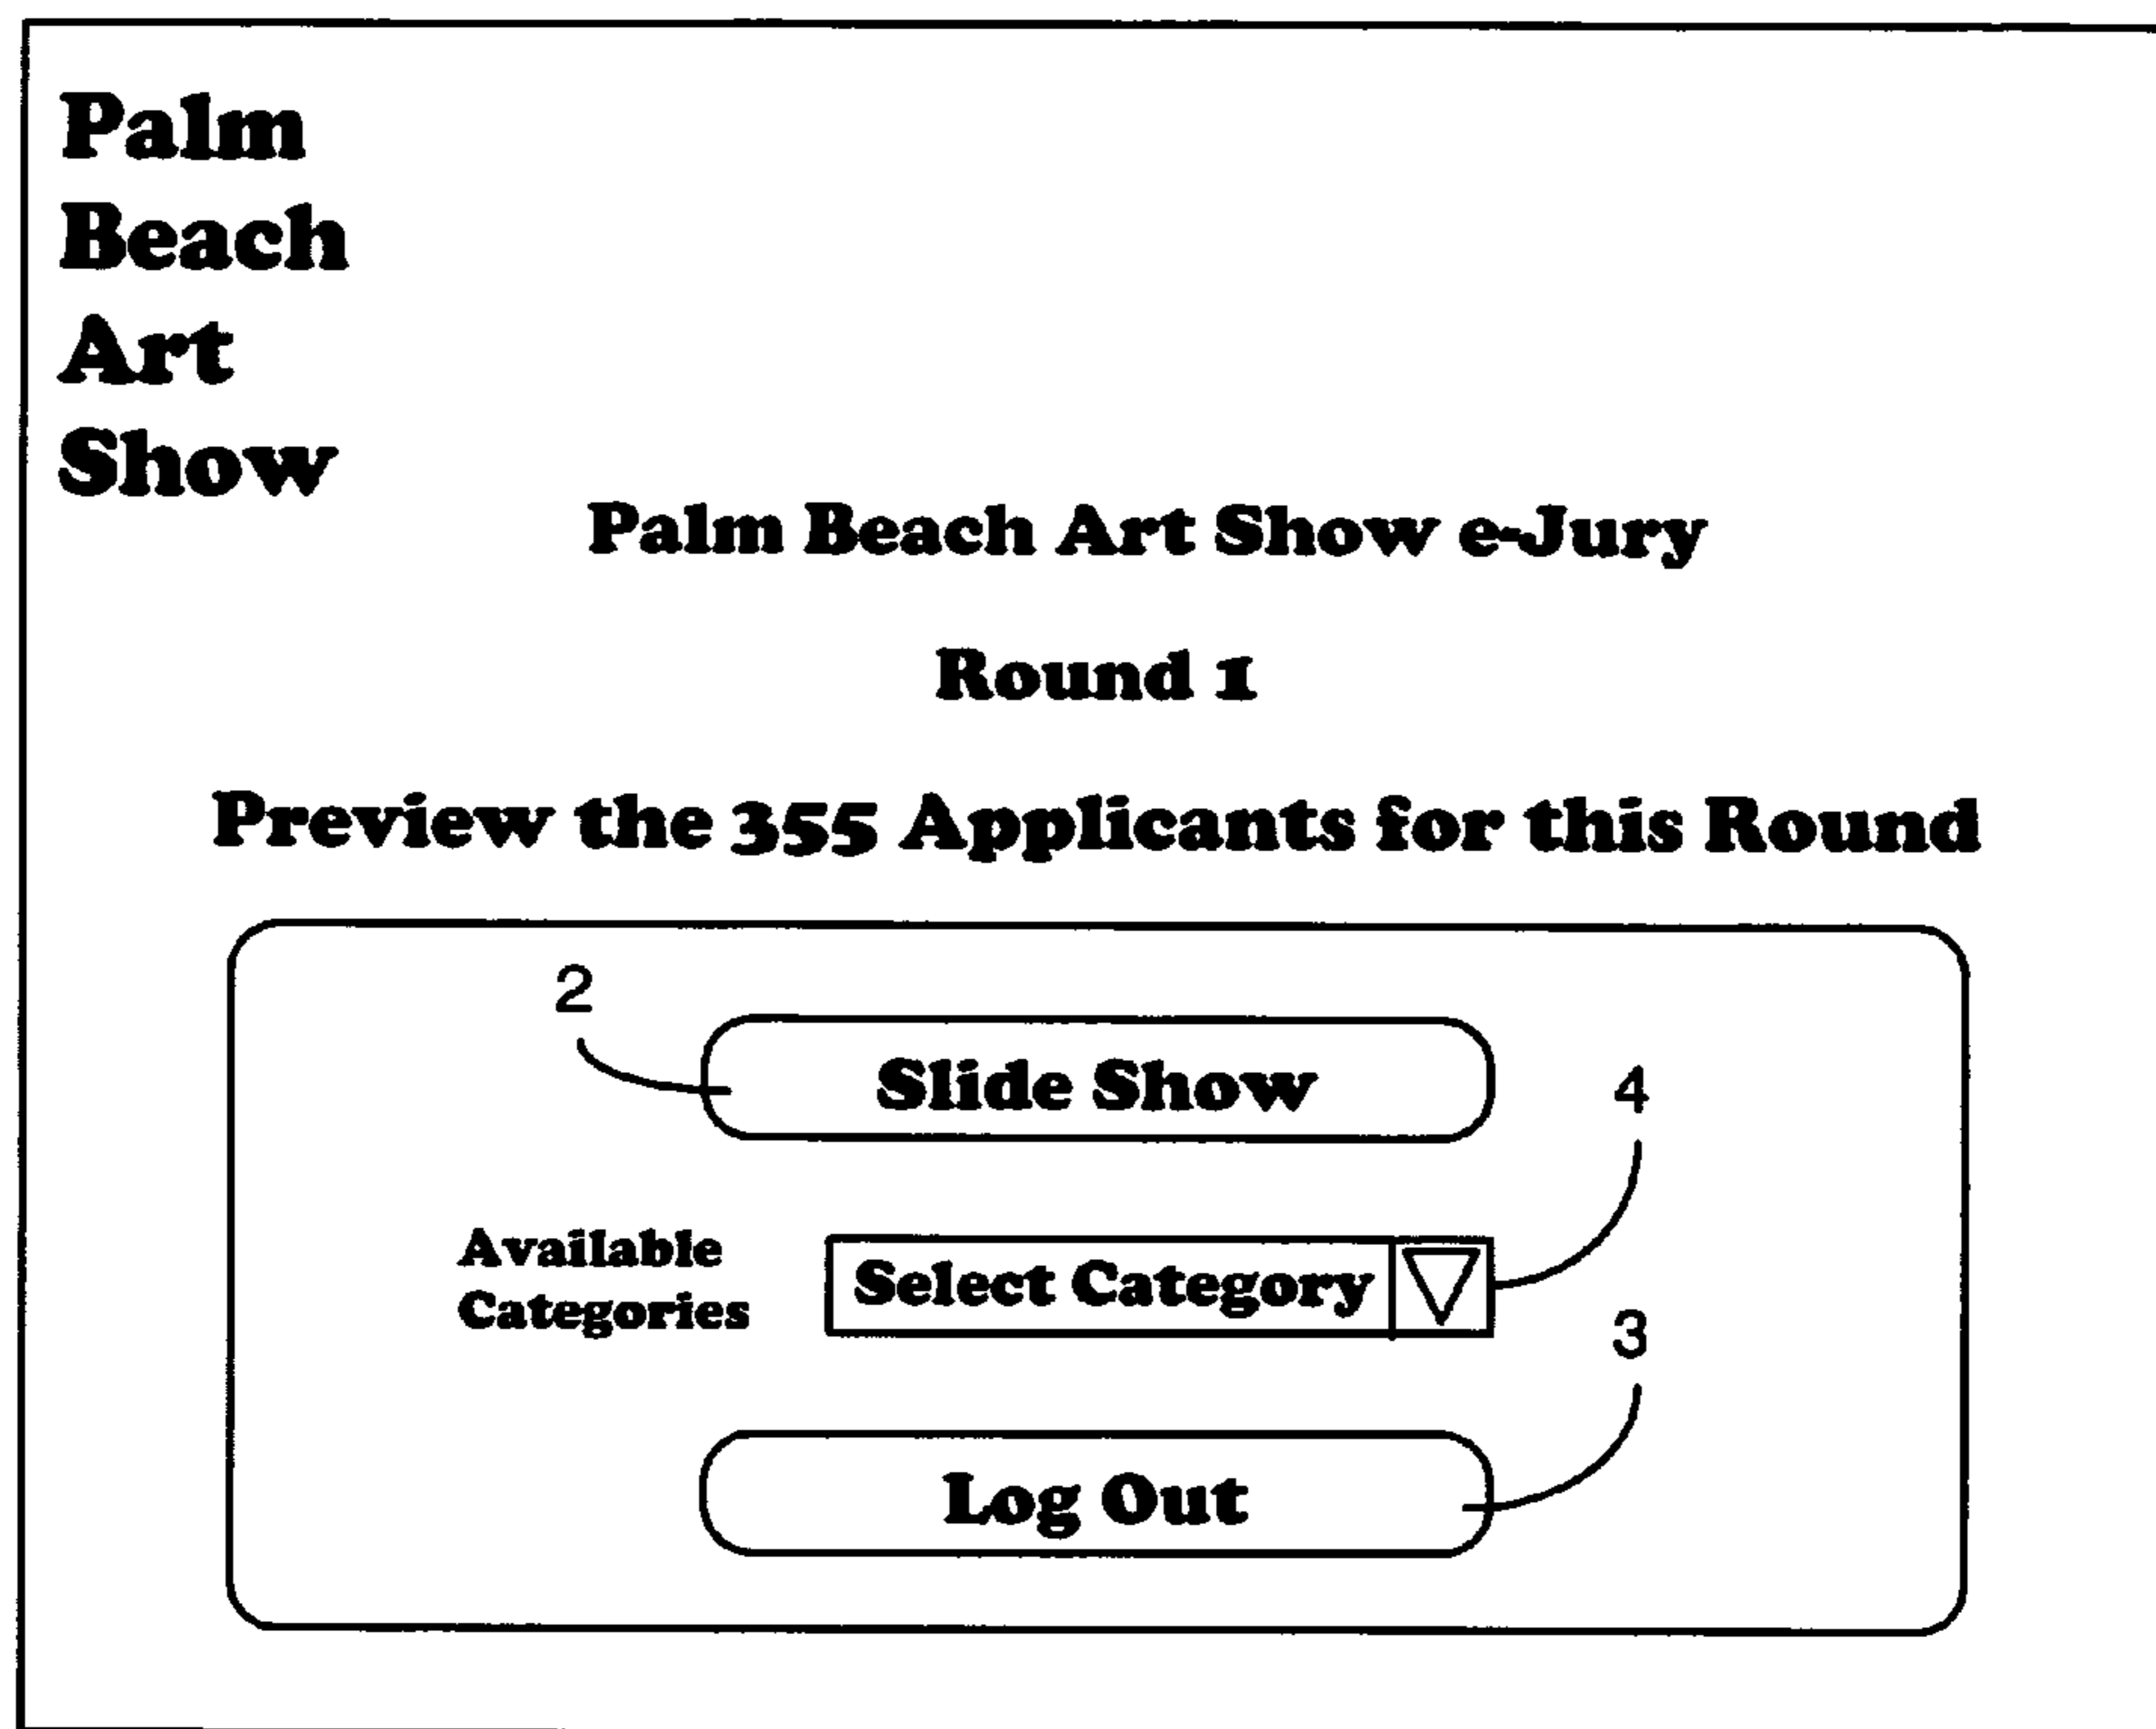 Palm
Beach
Art
Show
Palm Beach Art Show e-Jury
Round 1
Preview the 355 Applicants for this Round
2
Slide Show
4
Available
Categories
Select Category
3
Log Out